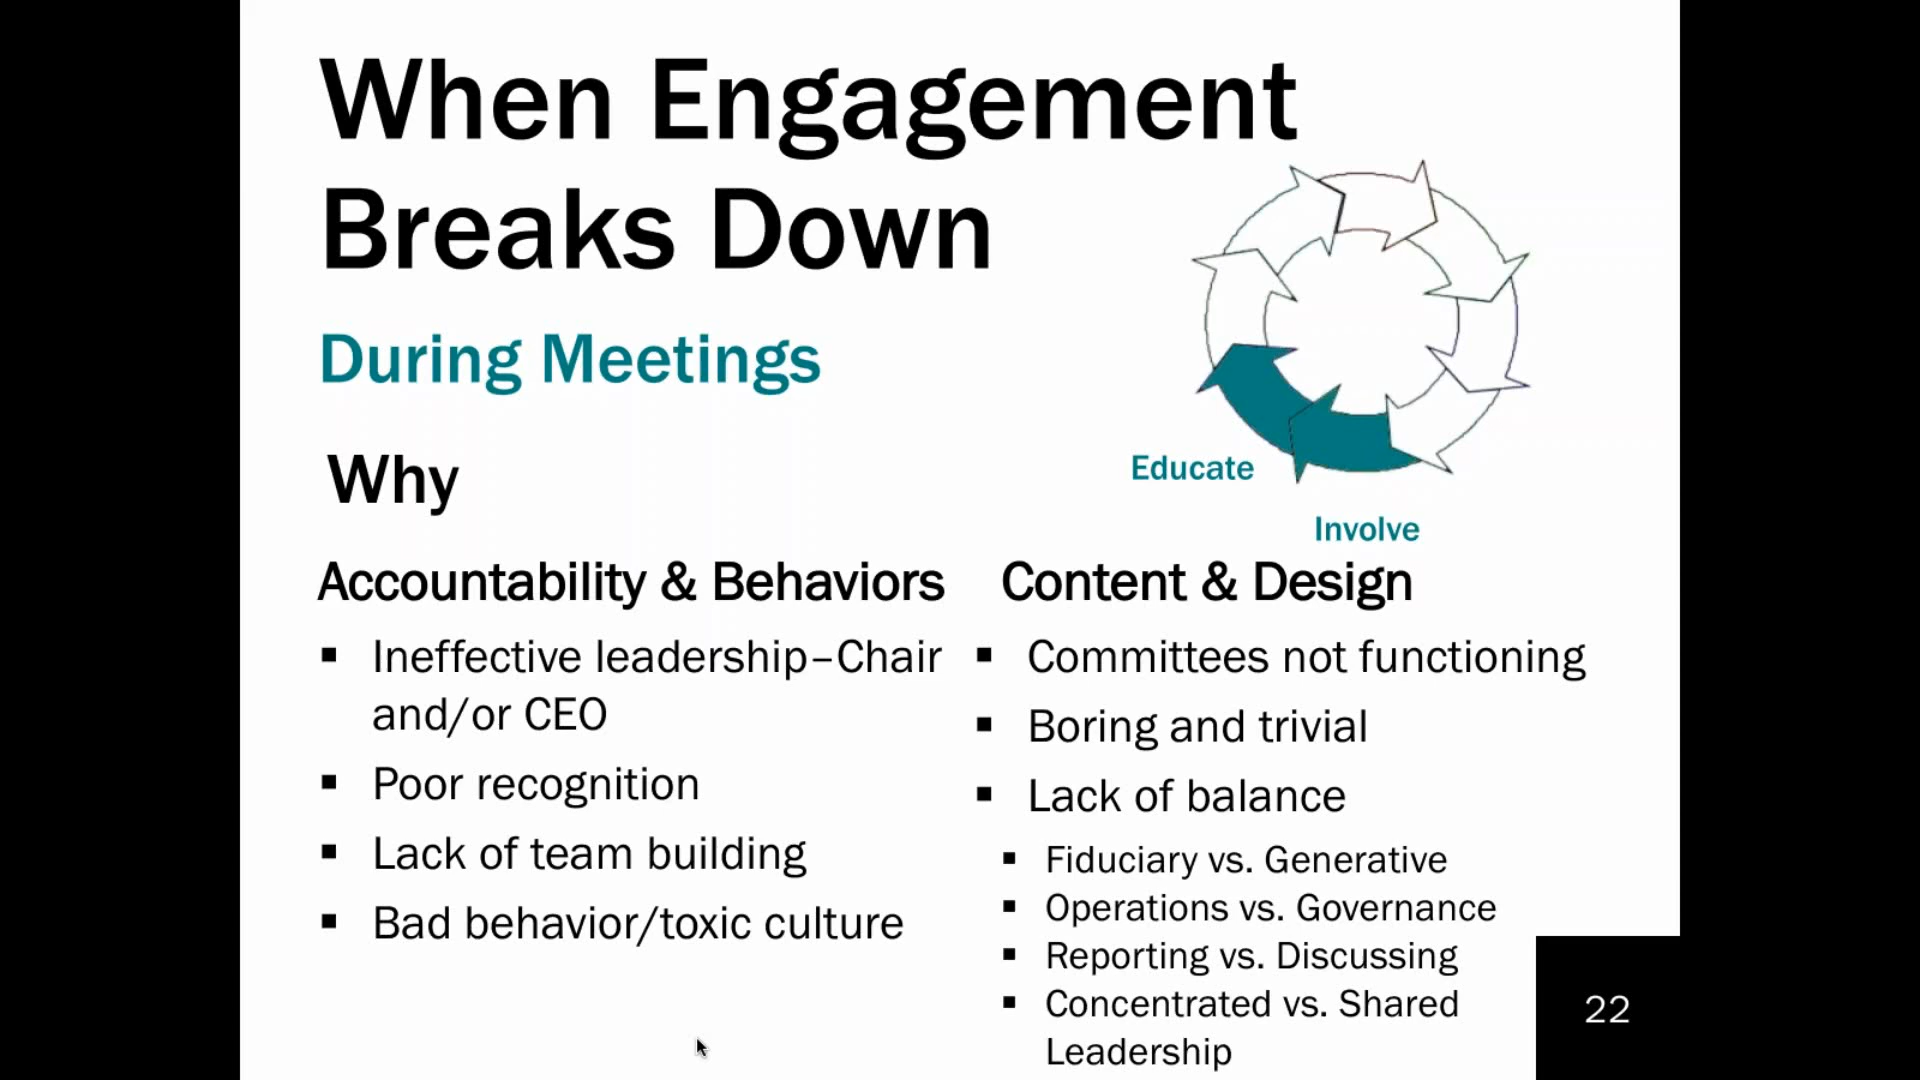 When Engagement
Breaks Down
During Meetings
Why
Educate
Involve
Accountability & Behaviors
▪ Ineffective leadership–Chair
and/or CEO
▪ Poor recognition
▪ Lack of team building
▪ Bad behavior/toxic culture
Content & Design
▪ Committees not functioning
▪ Boring and trivial
▪ Lack of balance
▪ Fiduciary vs. Generative
▪ Operations vs. Governance
▪ Reporting vs. Discussing
▪ Concentrated vs. Shared
Leadership
22